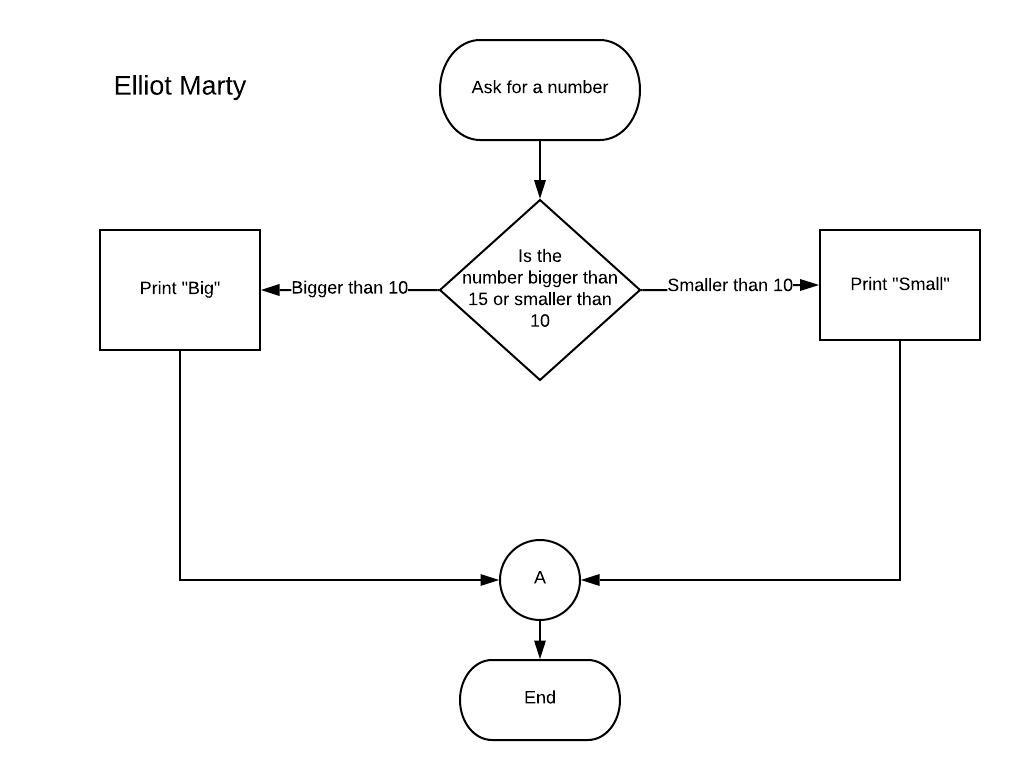 Elliot Marty
Ask for a number
Is the
number bigger than
15 or smaller than
10
Print "Big"
Bigger than 10
Smaller than 10
Print "Small"
A
End